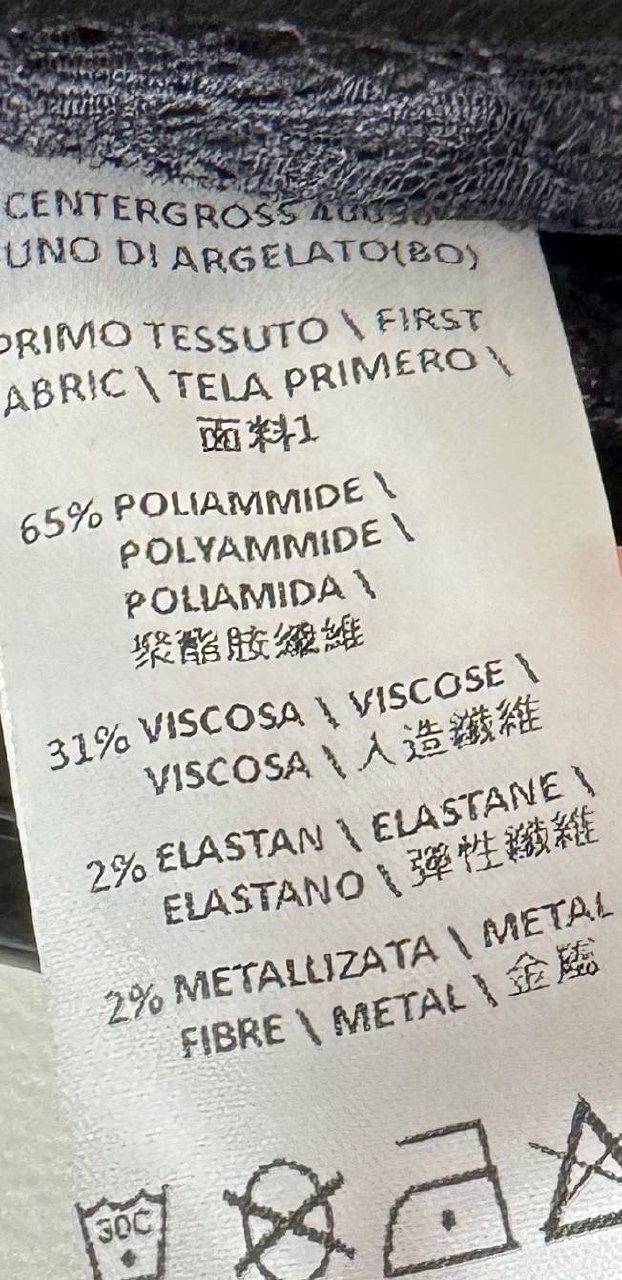 CENTERGROSS
UNO DI ARGELATO(BO)
PRIMO TESSUTO \ FIRST
ABRIC \ TELA PRIMERO \
面料1
65% POLIAMMIDE \
POLYAMMIDE \
POLIAMIDA \
聚酯胺纖維
31% VISCOSA \ VISCOSE \
VISCOSA \ 人造纖維
2% ELASTAN \ ELASTANE \
ELASTANO \ 彈性纖維
2% METALLIZATA \ METAL
FIBRE \ METAL \ 金屬
30C